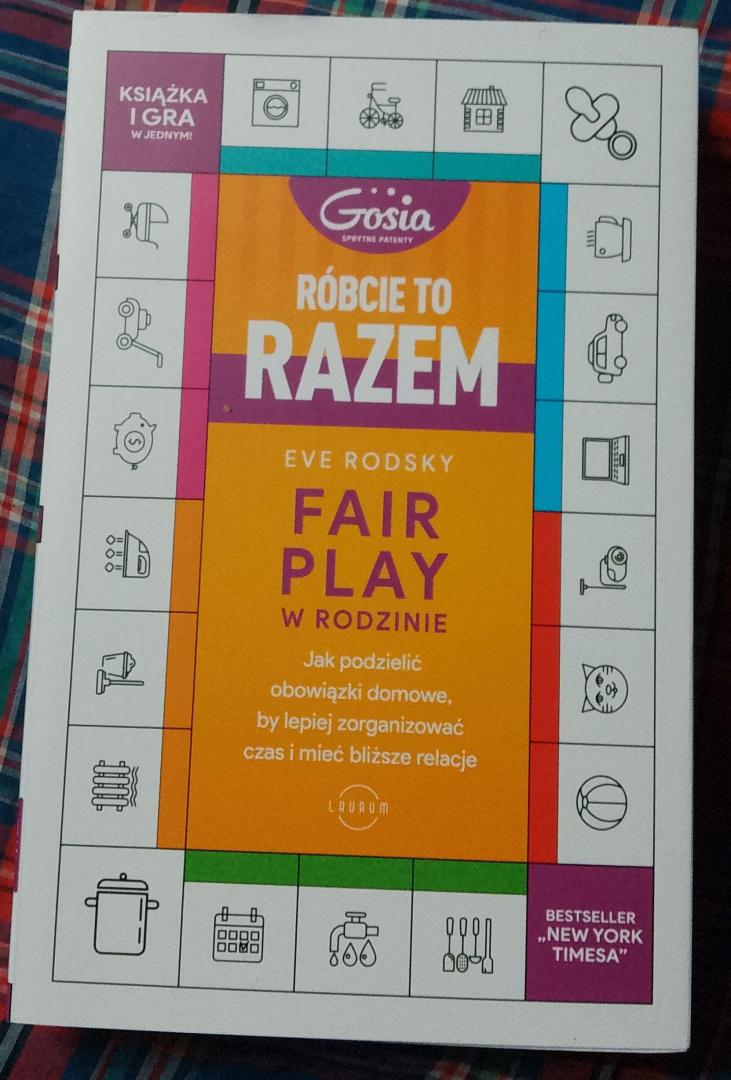 KSIĄŻKA
I GRA
W JEDNYM!
Gosia
SPRYTNE PATENTY
RÓBCIE TO
RAZEM
EVE RODSKY
FAIR
PLAY
W RODZINIE
Jak podzielić
obowiązki domowe,
by lepiej zorganizować
czas i mieć bliższe relacje
LAURUM
BESTSELLER
„NEW YORK
TIMESA”